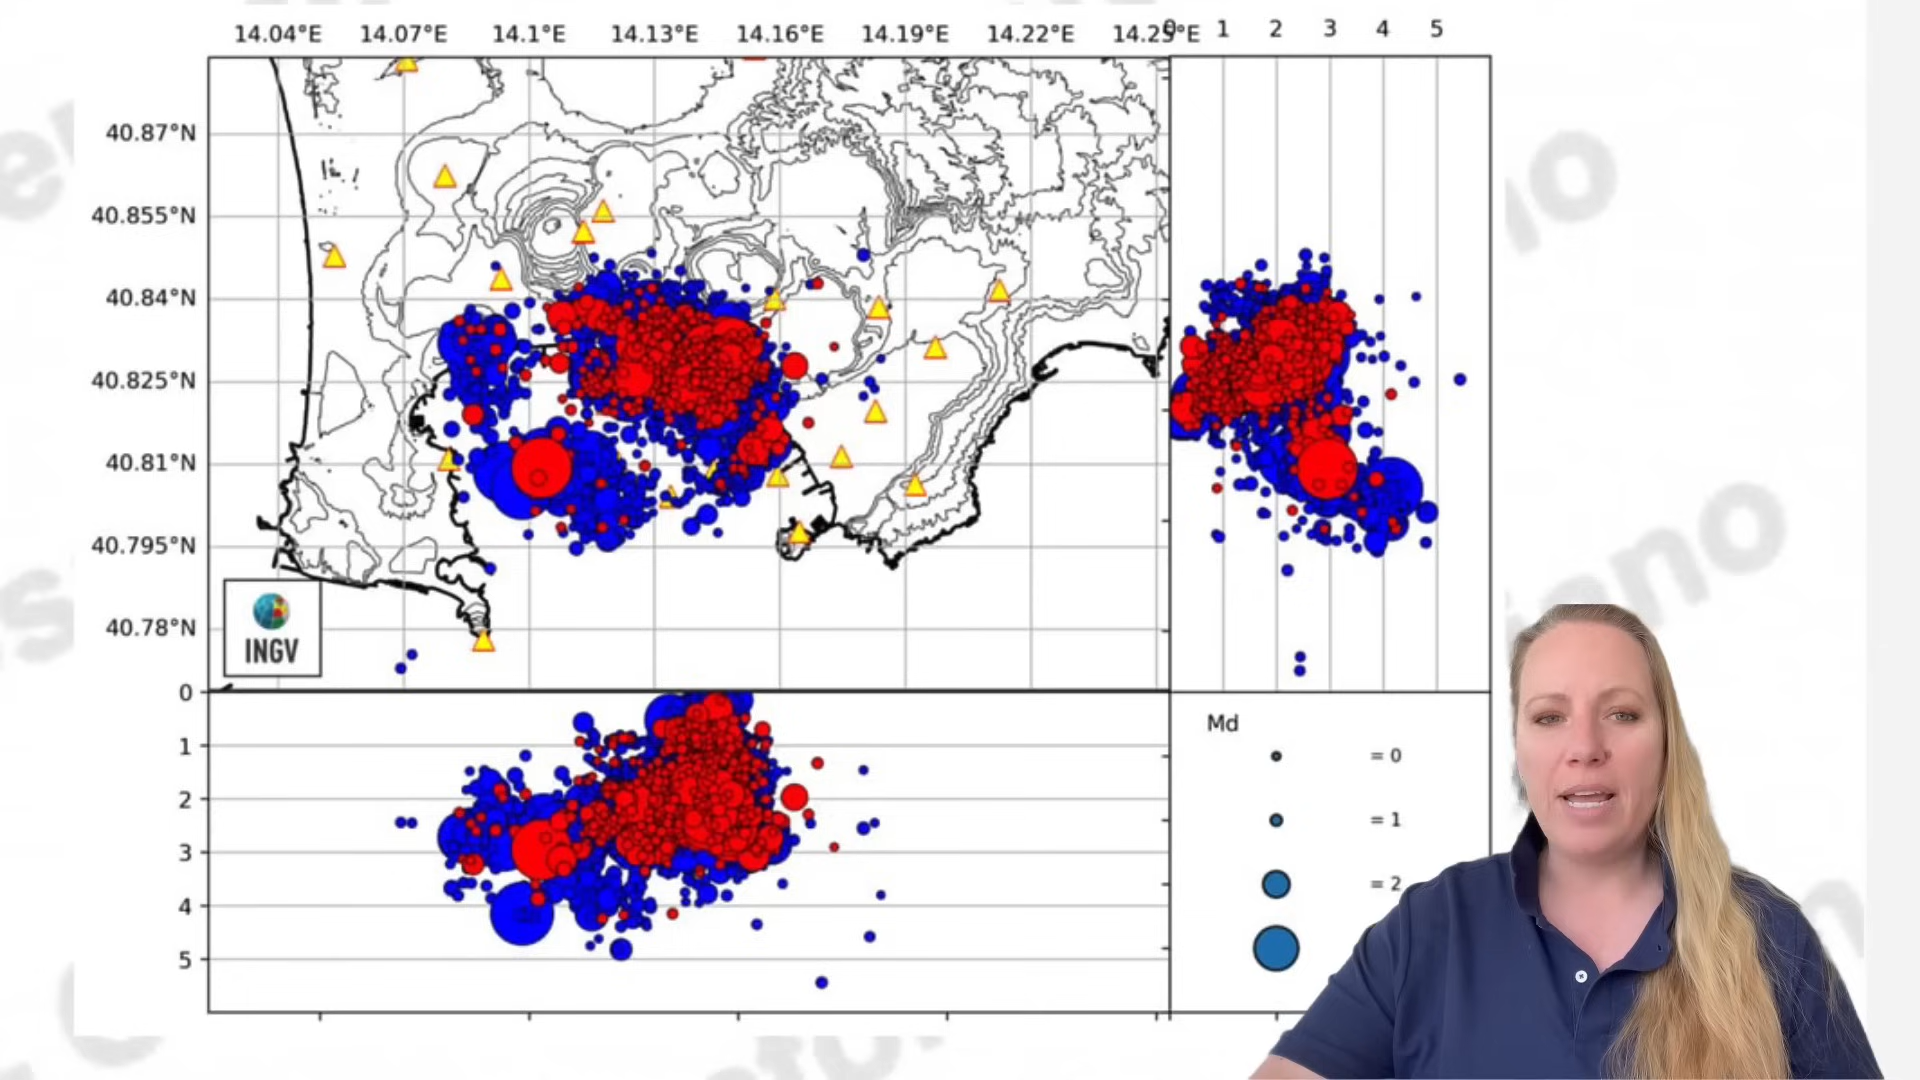 14.04°E 14.07°E 14.1°E 14.13°E 14.16°E 14.19°E 14.22°E 14.25°E
0 1 2 3 4 5
40.87°N
40.855°N
40.84°N
40.825°N
40.81°N
40.795°N
40.78°N
INGV
0
1
2
3
4
5
Md
= 0
= 1
= 2